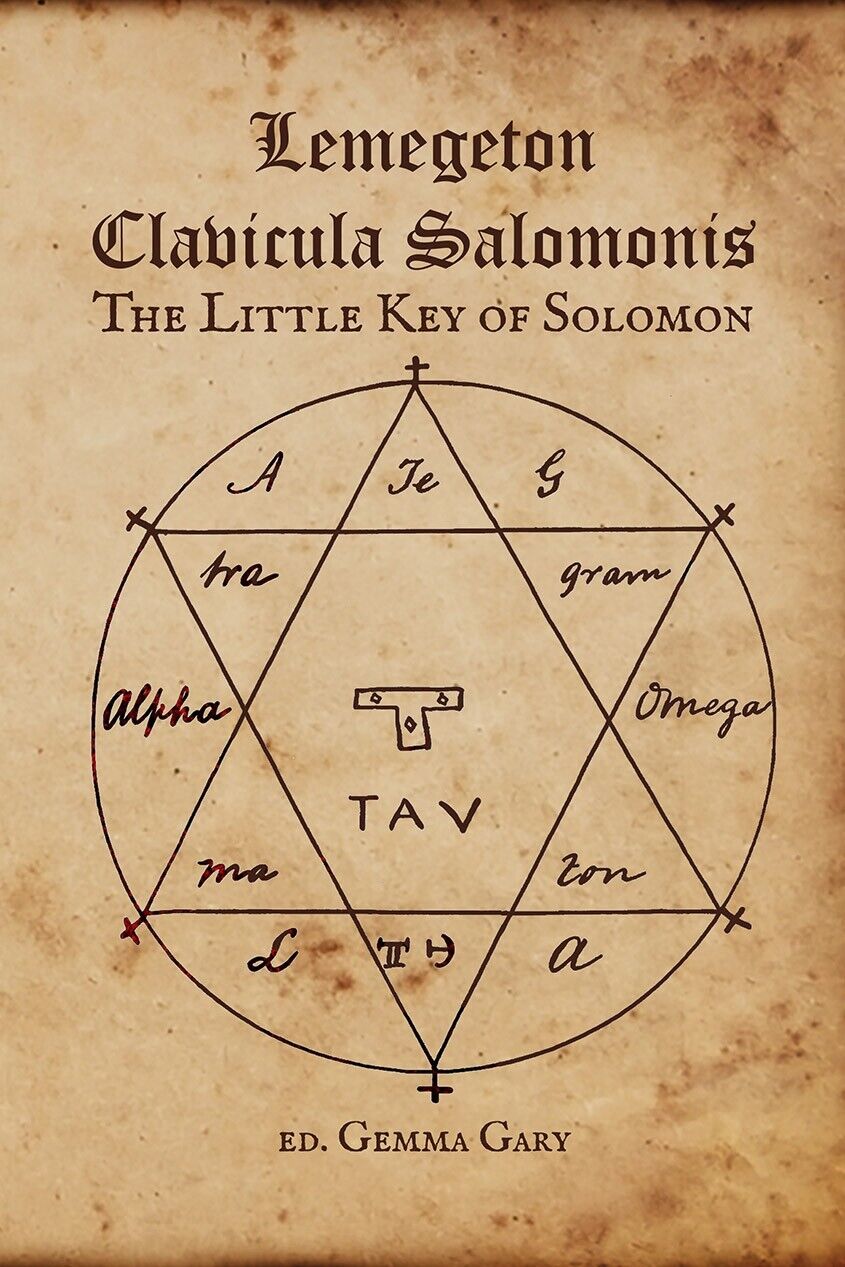 Lemegeton
Clavicula Salomonis
The Little Key of Solomon
A Te G
tra gram
Alpha Omega
T
TAV
ma ton
L A
ed. Gemma Gary